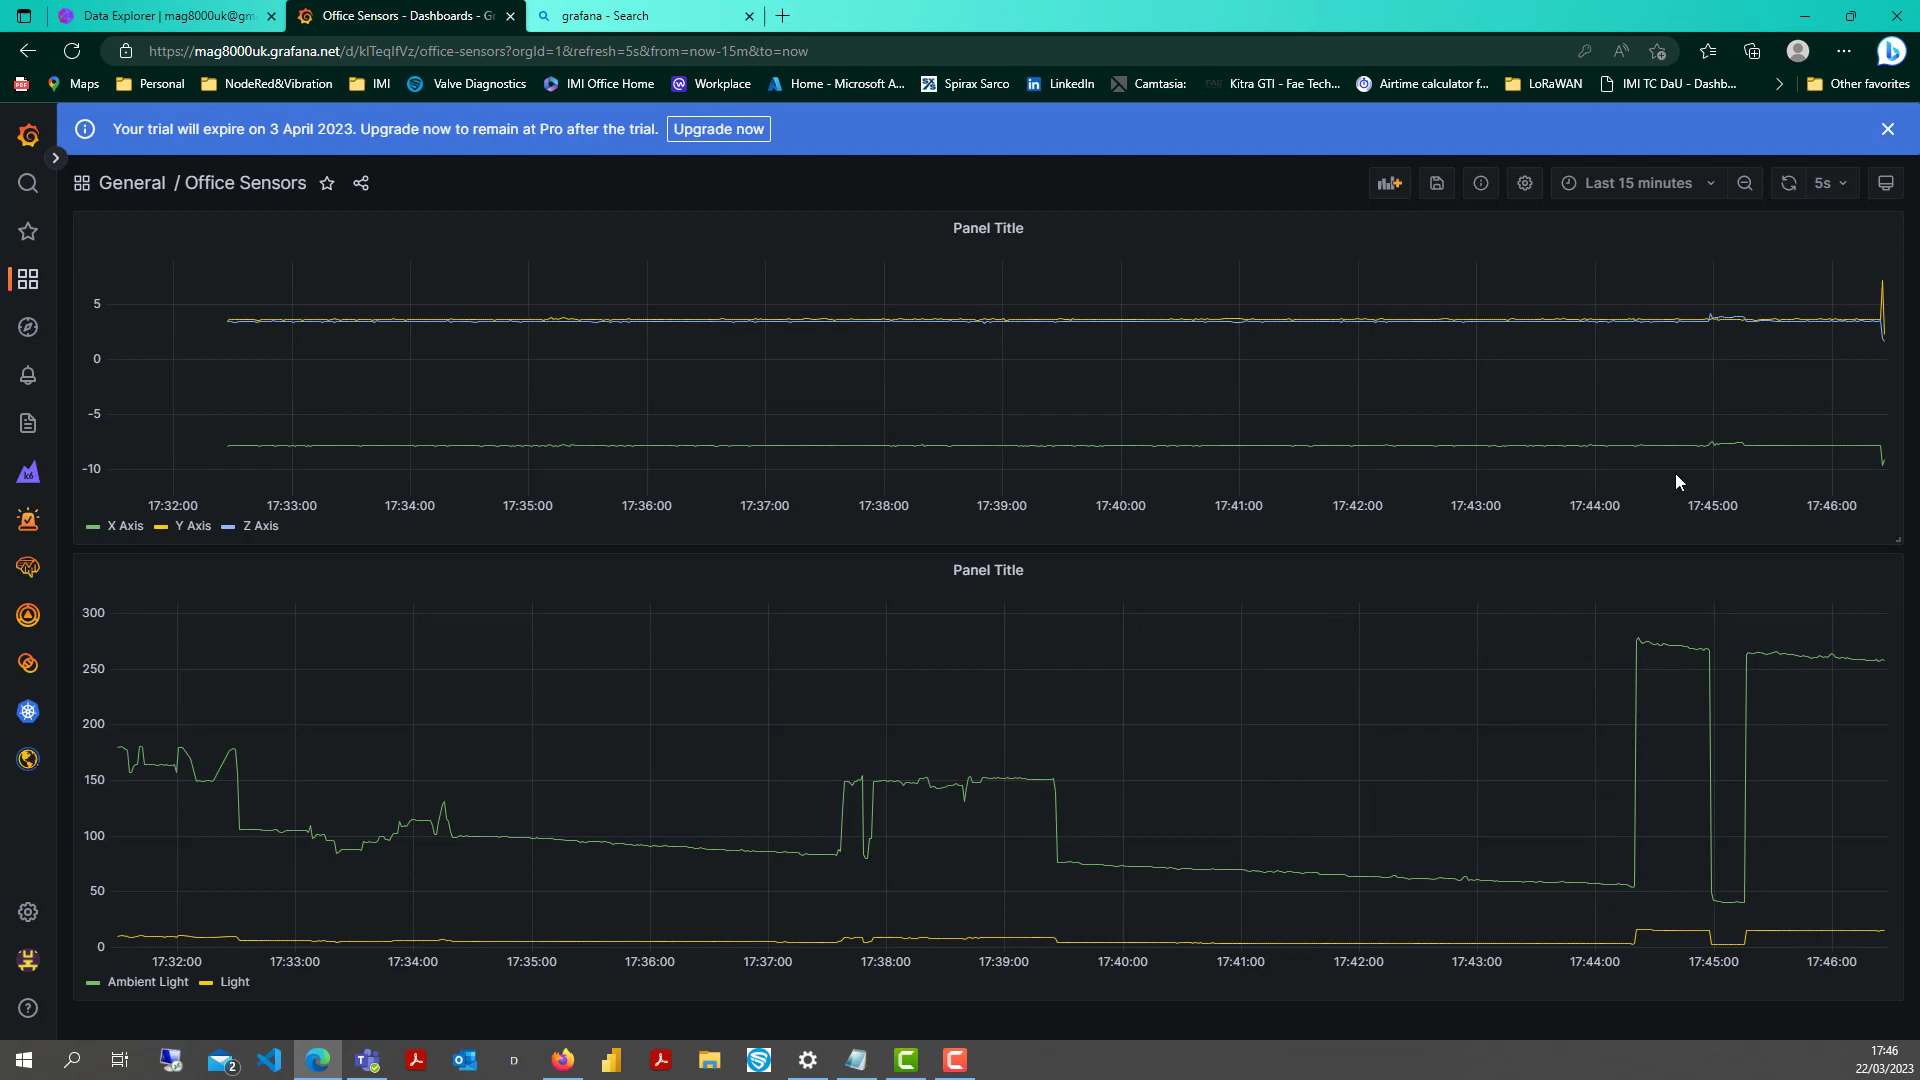 Data Explorer | mag8000uk@gm
Office Sensors - Dashboards - Gr
grafana - Search
https://mag8000uk.grafana.net/d/klTeqlfVz/office-sensors?orgId=1&refresh=5s&from=now-15m&to=now
Maps Personal NodeRed&Vibration IMI Valve Diagnostics IMI Office Home Workplace Home - Microsoft A... Spirax Sarco LinkedIn Camtasia: Kitra GTI - Fae Tech... Airtime calculator f... LoRaWAN IMI TC DaU - Dashb... Other favorites
Your trial will expire on 3 April 2023. Upgrade now to remain at Pro after the trial. Upgrade now
General / Office Sensors
Last 15 minutes 5s
Panel Title
5
0
-5
-10
17:32:00 17:33:00 17:34:00 17:35:00 17:36:00 17:37:00 17:38:00 17:39:00 17:40:00 17:41:00 17:42:00 17:43:00 17:44:00 17:45:00 17:46:00
X Axis Y Axis Z Axis
Panel Title
300
250
200
150
100
50
0
17:32:00 17:33:00 17:34:00 17:35:00 17:36:00 17:37:00 17:38:00 17:39:00 17:40:00 17:41:00 17:42:00 17:43:00 17:44:00 17:45:00 17:46:00
Ambient Light Light
k6
2
D
17:46
22/03/2023